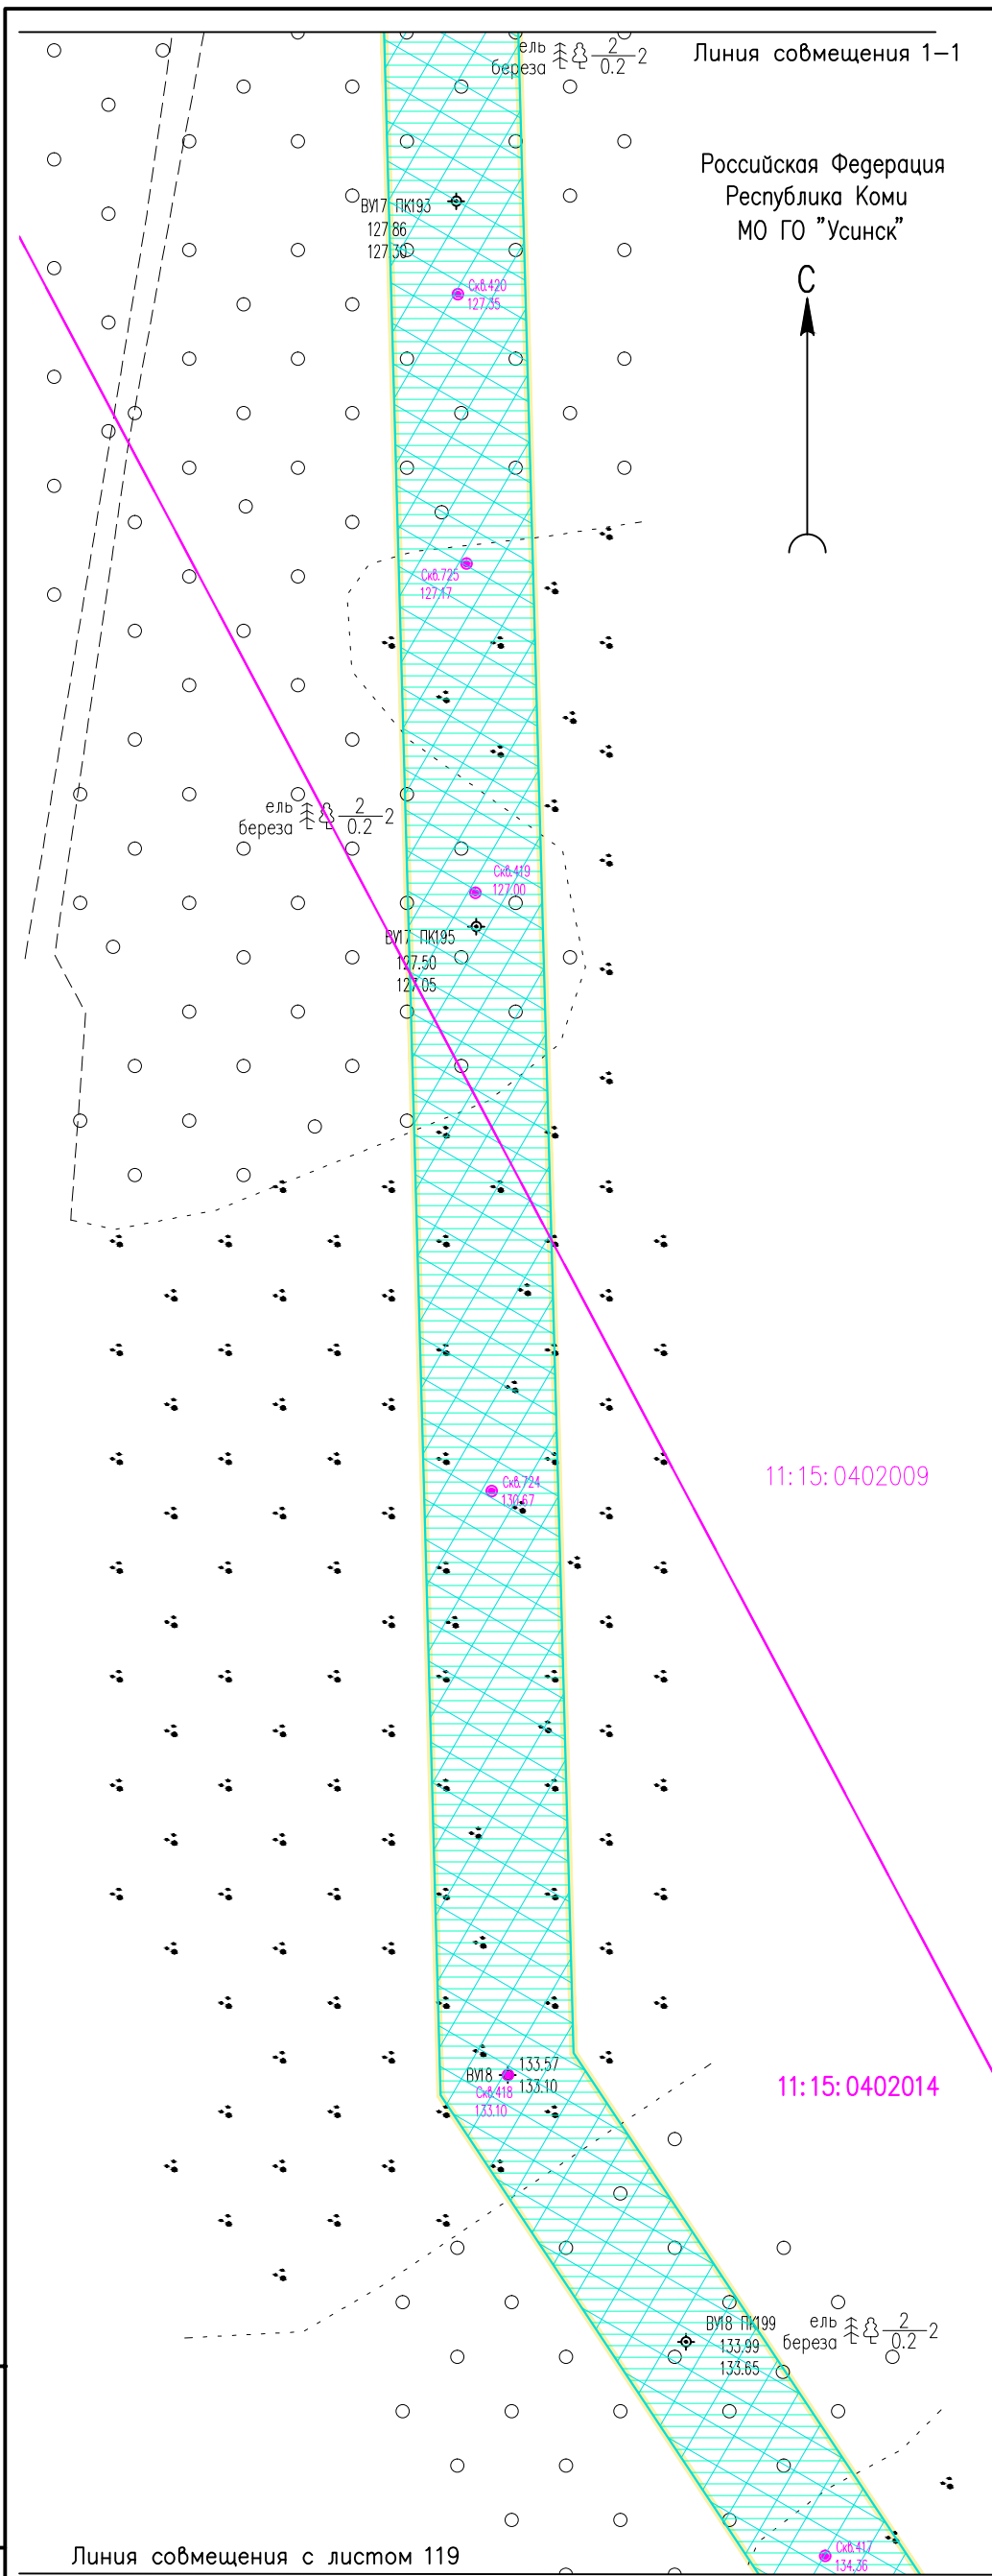 ель
береза
2
0.2
2
Линия совмещения 1-1
Российская Федерация
Республика Коми
МО ГО "Усинск"
С
ВУ17 ПК193
127.86
127.30
Скв.420
127.35
Скв.725
127.17
ель
береза
2
0.2
2
Скв.419
127.00
ВУ17 ПК195
127.50
127.05
11:15:0402009
Скв.724
130.67
ВУ18
133.57
133.10
Скв.418
133.10
11:15:0402014
ВУ18 ПК199
133.99
133.65
ель
береза
2
0.2
2
Скв.417
134.36
Линия совмещения с листом 119